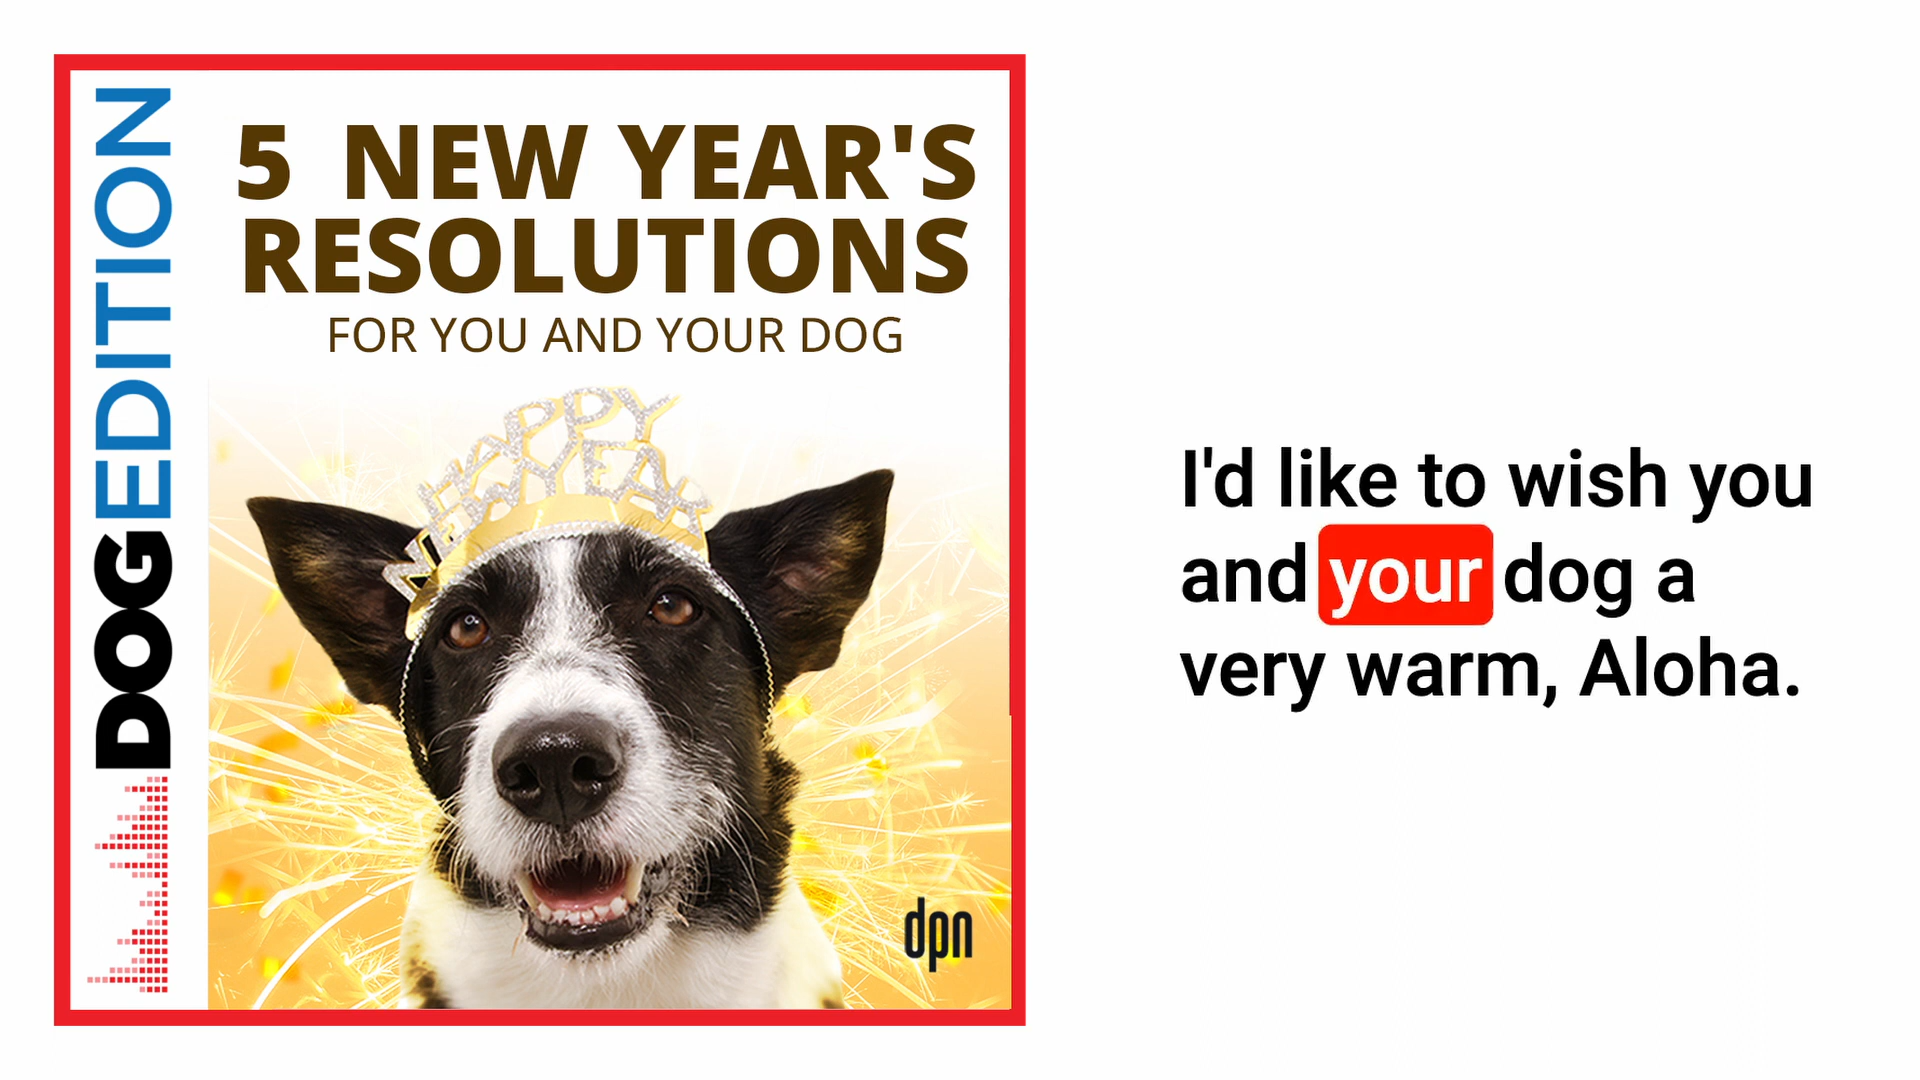 DOGEDITION
5 NEW YEAR'S
RESOLUTIONS
FOR YOU AND YOUR DOG
HAPPY
NEW YEAR
dpn
I'd like to wish you
and your dog a
very warm, Aloha.